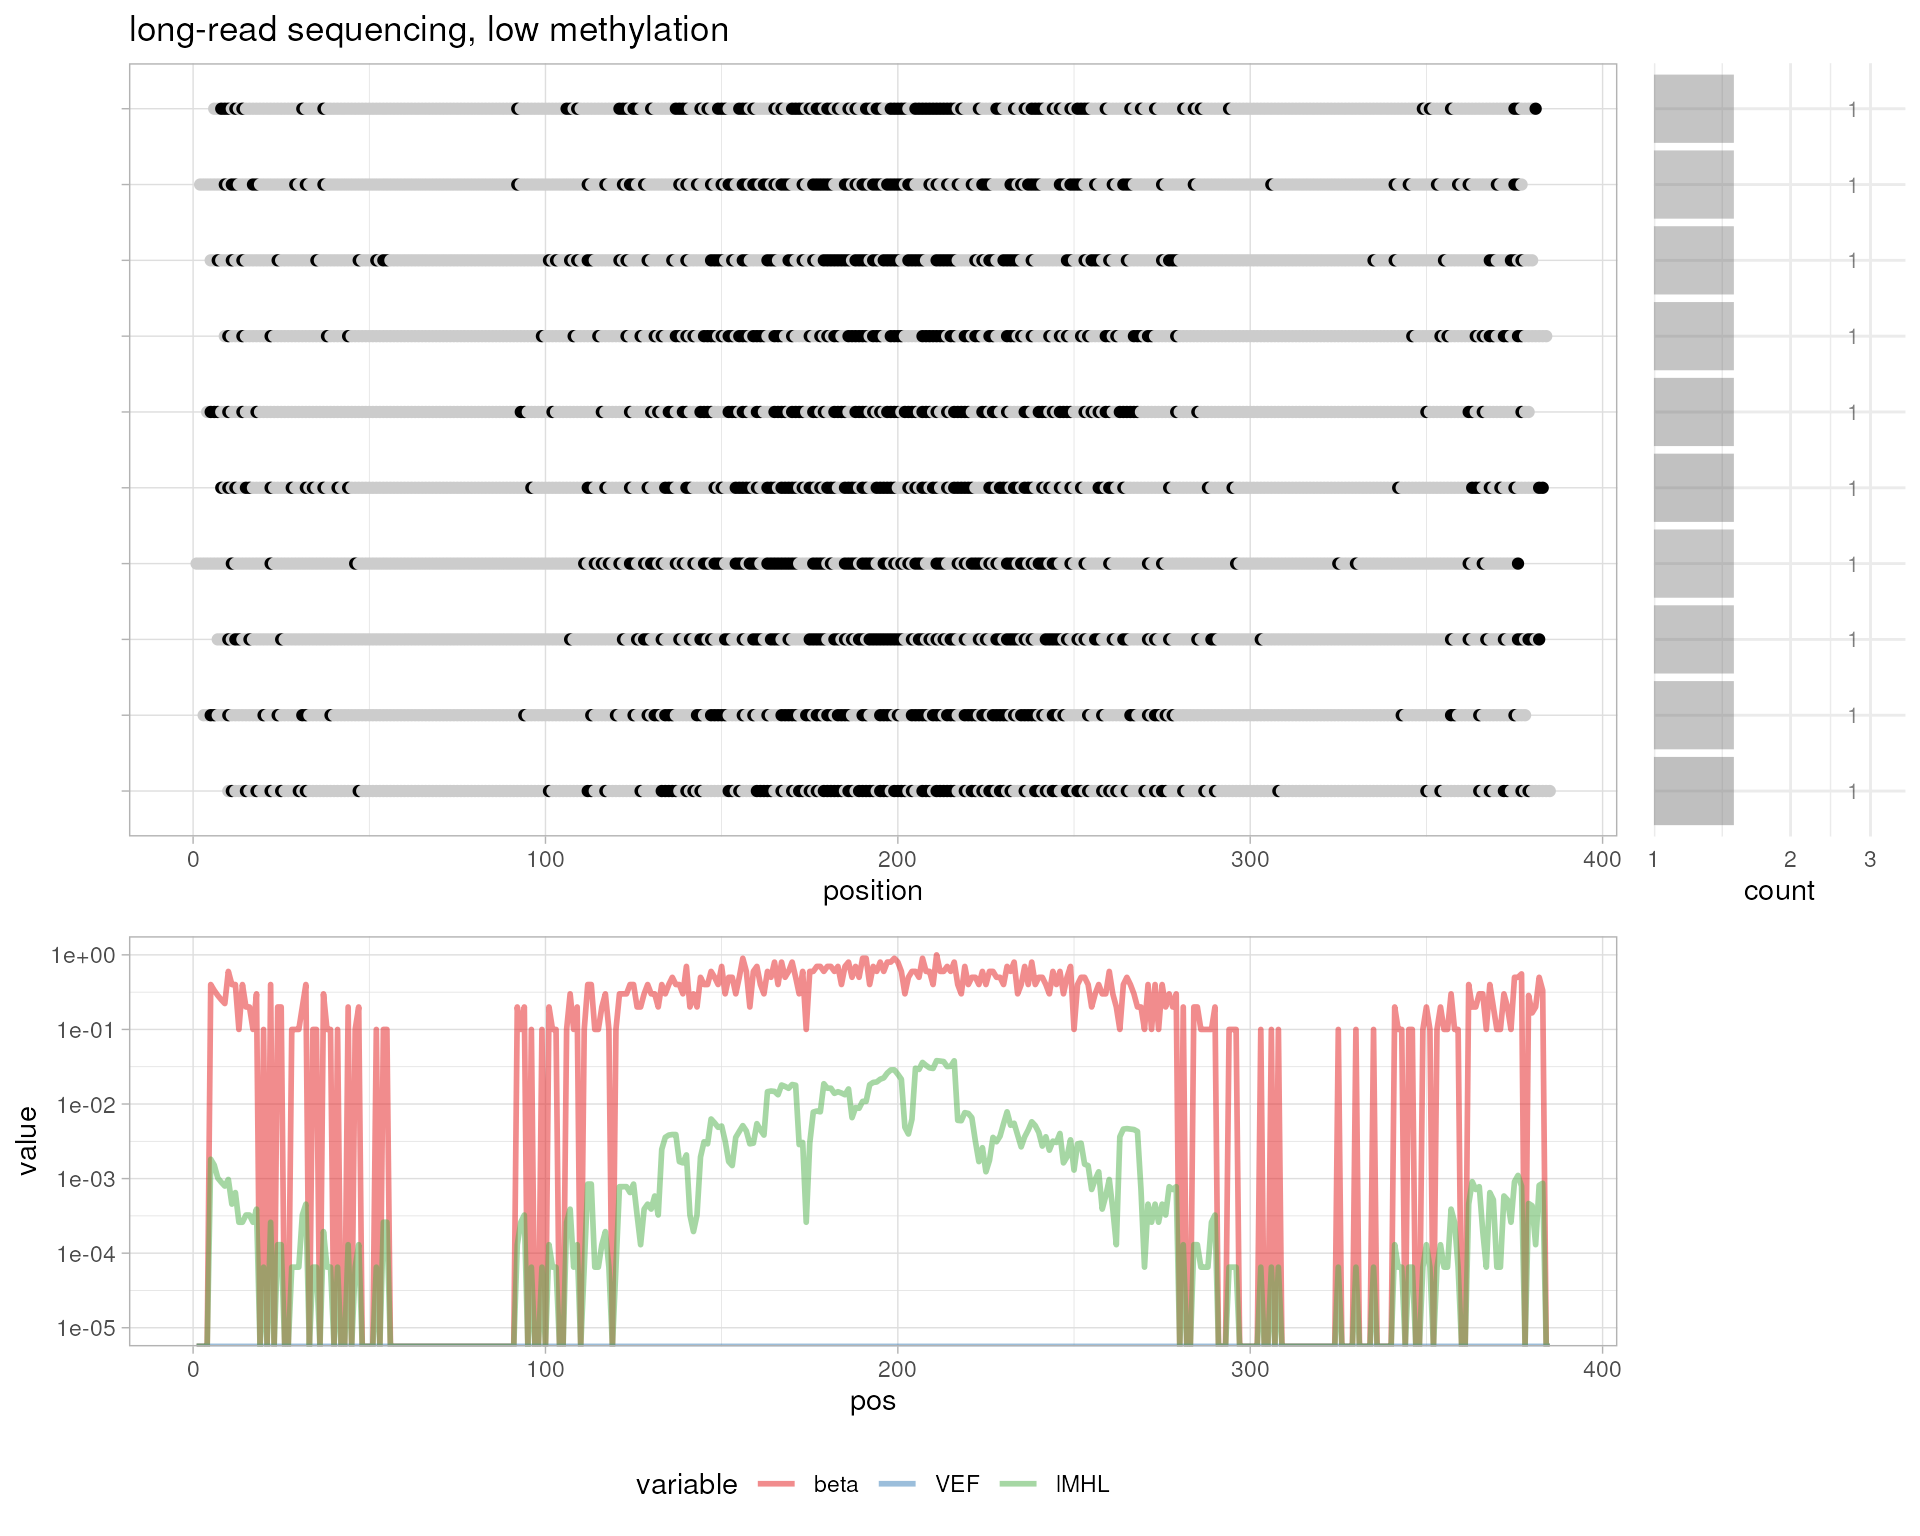 long-read sequencing, low methylation
1
1
1
1
1
1
1
1
1
1
0 100 200 300 400 1 2 3
position count
1e+00
1e-01
1e-02
1e-03
1e-04
1e-05
value
0 100 200 300 400
pos
variable beta VEF lMHL